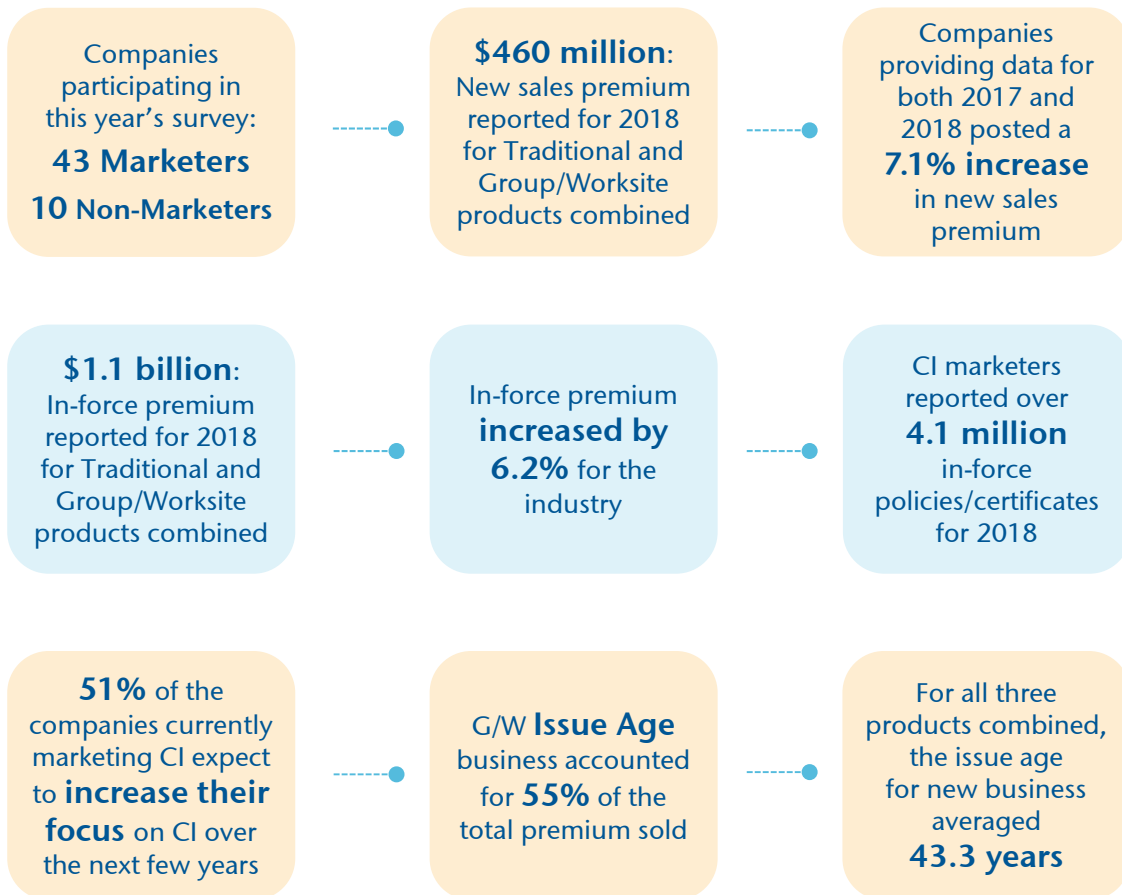 Companies
participating in
this year’s survey:
43 Marketers
10 Non-Marketers
$460 million:
New sales premium
reported for 2018
for Traditional and
Group/Worksite
products combined
Companies
providing data for
both 2017 and
2018 posted a
7.1% increase
in new sales
premium
$1.1 billion:
In-force premium
reported for 2018
for Traditional and
Group/Worksite
products combined
In-force premium
increased by
6.2% for the
industry
CI marketers
reported over
4.1 million
in-force
policies/certificates
for 2018
51% of the
companies currently
marketing CI expect
to increase their
focus on CI over
the next few years
G/W Issue Age
business accounted
for 55% of the
total premium sold
For all three
products combined,
the issue age
for new business
averaged
43.3 years